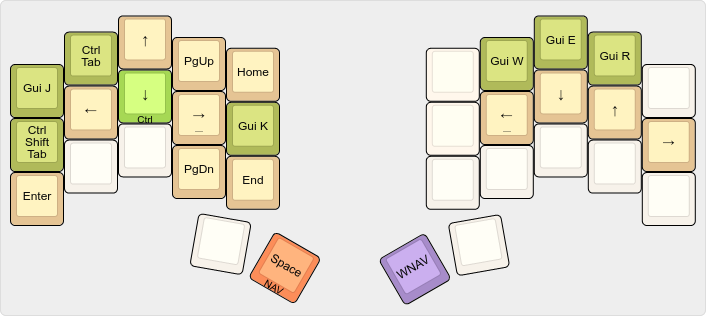 Gui J
Ctrl
Tab
↑
PgUp
Home
Ctrl
Shift
Tab
←
↓
Ctrl
→
_
Gui K
Enter
PgDn
End
Space
NAV
Gui W
Gui E
Gui R
←
_
↓
↑
→
WNAV